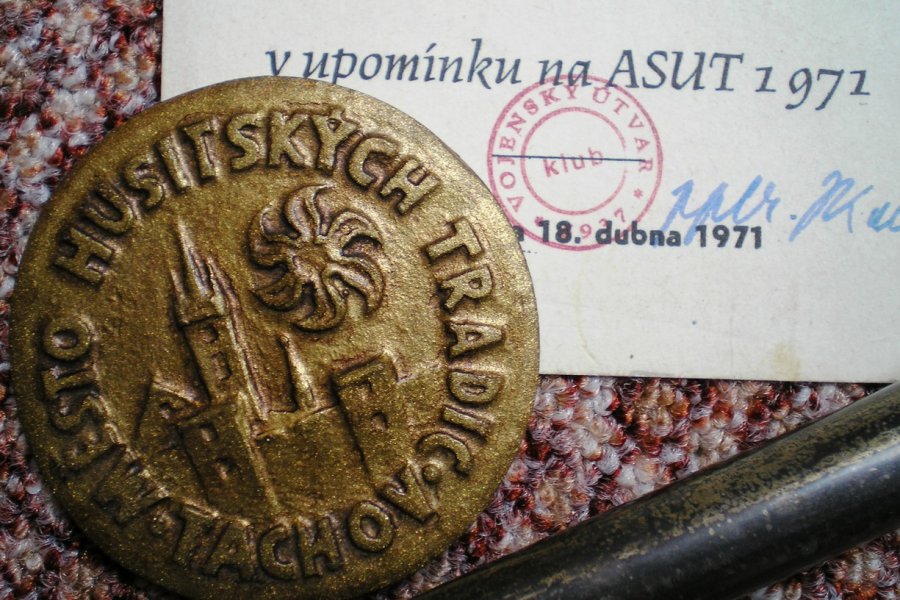 v upomínku na ASUT 1971
VOJENSKÝ ÚTVAR
klub
18. dubna 1971
TACHOV · MĚSTO HUSITSKÝCH TRADIC ·